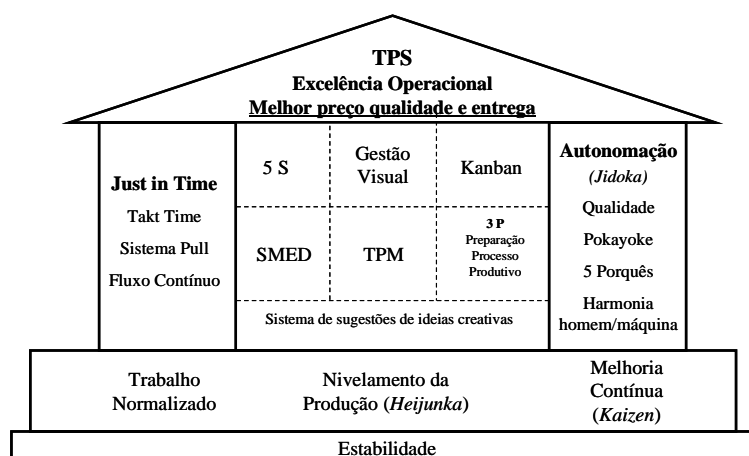 TPS
Excelência Operacional
Melhor preço qualidade e entrega
Just in Time
Takt Time
Sistema Pull
Fluxo Contínuo
5 S
Gestão
Visual
Kanban
SMED
TPM
3 P
Preparação
Processo
Produtivo
Sistema de sugestões de ideias creativas
Autonomação
(Jidoka)
Qualidade
Pokayoke
5 Porquês
Harmonia
homem/máquina
Trabalho
Normalizado
Nivelamento da
Produção (Heijunka)
Melhoria
Contínua
(Kaizen)
Estabilidade